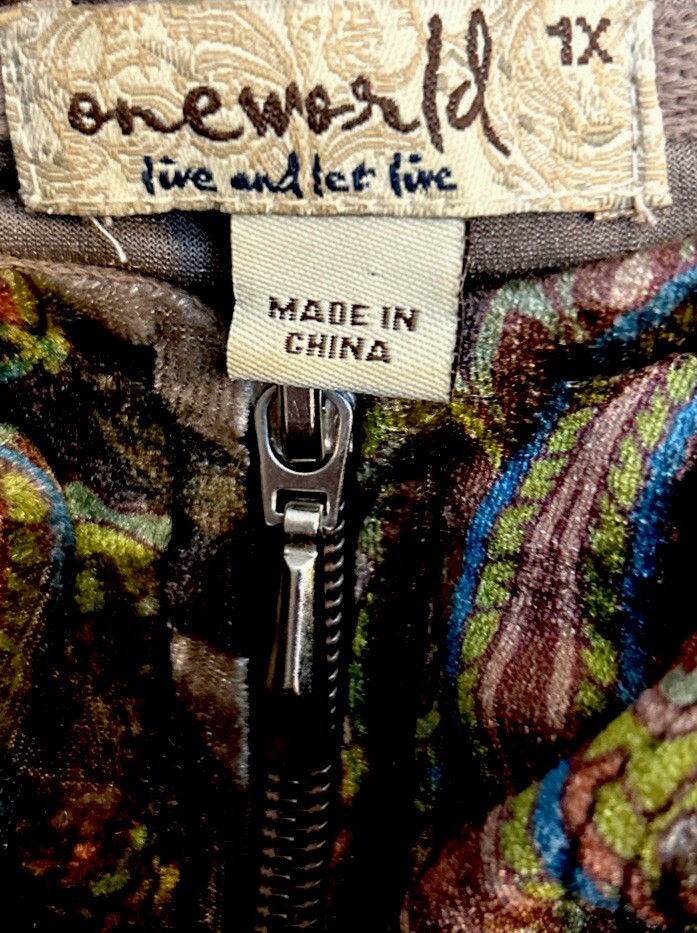 1X
oneworld
live and let live
MADE IN
CHINA